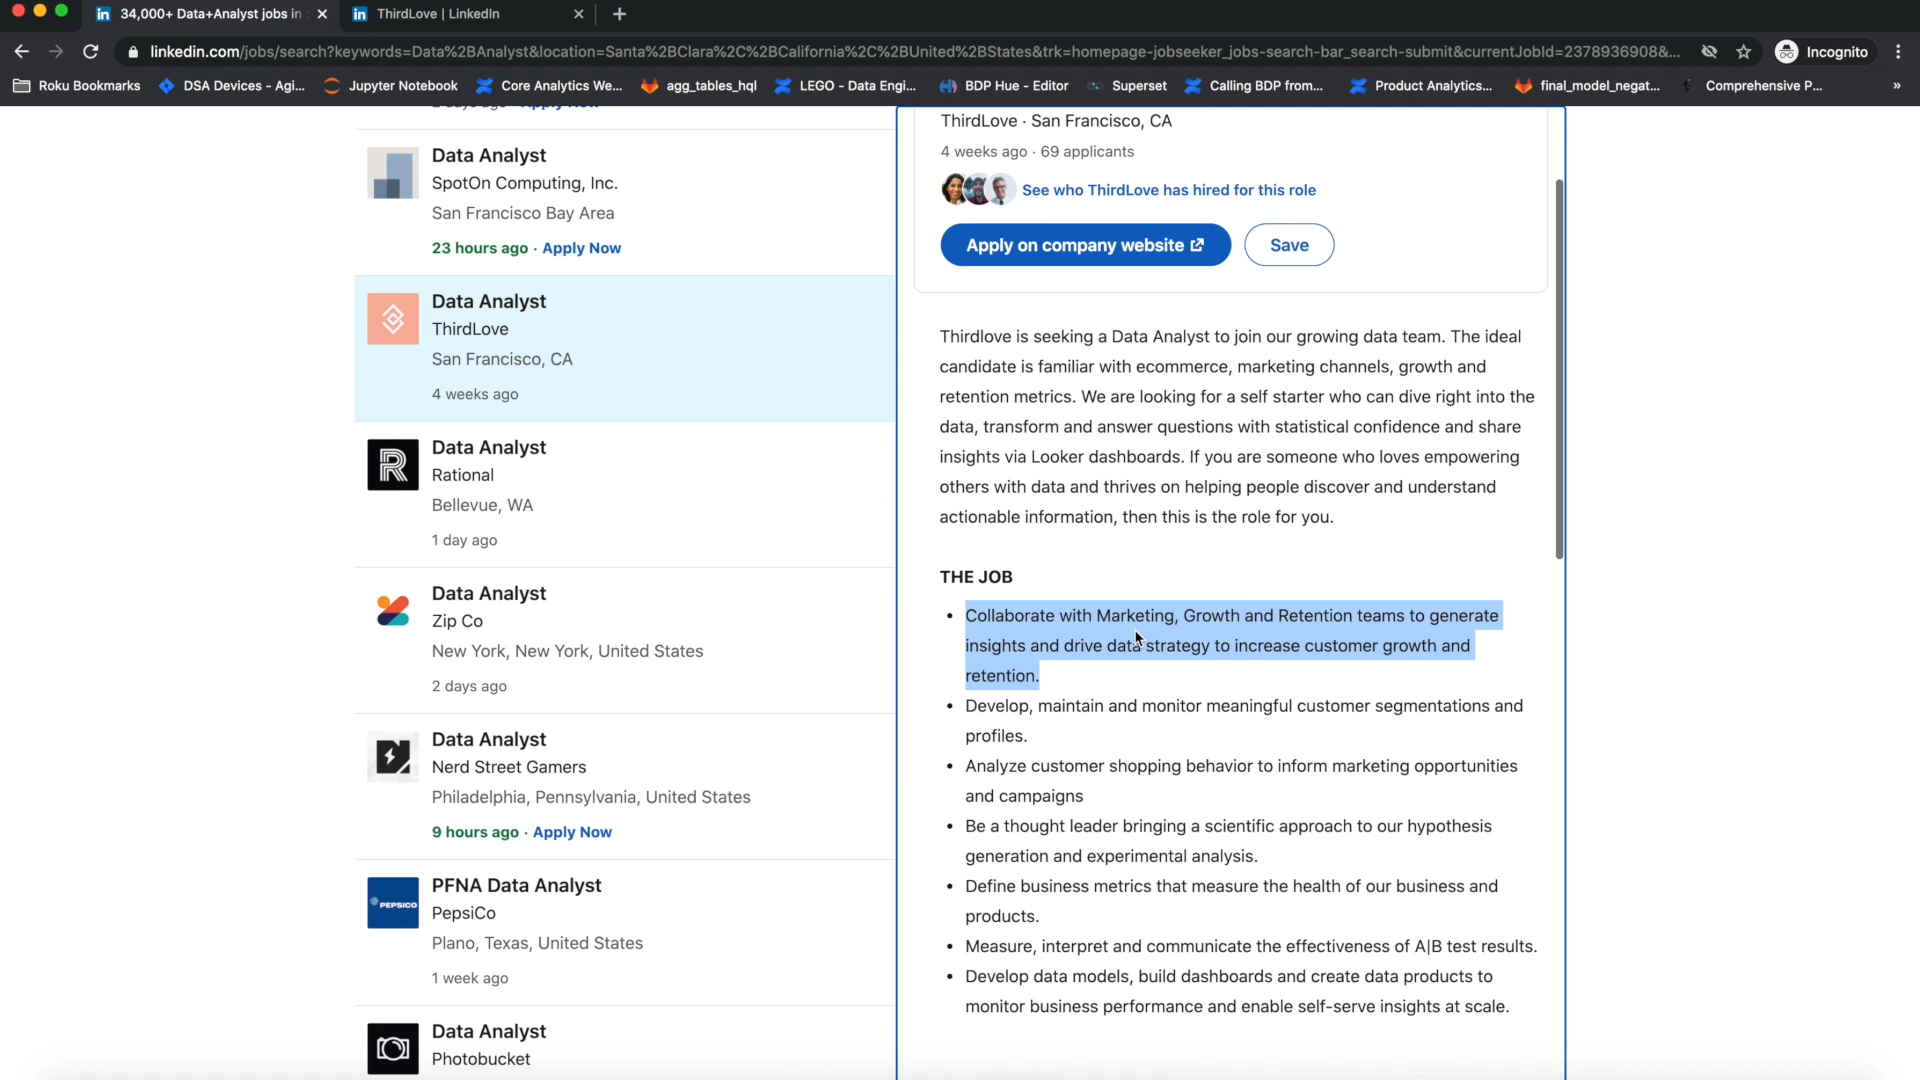 34,000+ Data+Analyst jobs in
ThirdLove | LinkedIn
linkedin.com/jobs/search?keywords=Data%2BAnalyst&location=Santa%2BClara%2C%2BCalifornia%2C%2BUnited%2BStates&trk=homepage-jobseeker_jobs-search-bar_search-submit&currentJobId=2378936908&...
Incognito
Roku Bookmarks
DSA Devices - Agi...
Jupyter Notebook
Core Analytics We...
agg_tables_hql
LEGO - Data Engi...
BDP Hue - Editor
Superset
Calling BDP from...
Product Analytics...
final_model_negat...
Comprehensive P...
»
Data Analyst
SpotOn Computing, Inc.
San Francisco Bay Area
23 hours ago · Apply Now
Data Analyst
ThirdLove
San Francisco, CA
4 weeks ago
Data Analyst
Rational
Bellevue, WA
1 day ago
Data Analyst
Zip Co
New York, New York, United States
2 days ago
Data Analyst
Nerd Street Gamers
Philadelphia, Pennsylvania, United States
9 hours ago · Apply Now
PEPSICO
PFNA Data Analyst
PepsiCo
Plano, Texas, United States
1 week ago
Data Analyst
Photobucket
ThirdLove · San Francisco, CA
4 weeks ago · 69 applicants
See who ThirdLove has hired for this role
Apply on company website
Save
Thirdlove is seeking a Data Analyst to join our growing data team. The ideal
candidate is familiar with ecommerce, marketing channels, growth and
retention metrics. We are looking for a self starter who can dive right into the
data, transform and answer questions with statistical confidence and share
insights via Looker dashboards. If you are someone who loves empowering
others with data and thrives on helping people discover and understand
actionable information, then this is the role for you.
THE JOB
• Collaborate with Marketing, Growth and Retention teams to generate
insights and drive data strategy to increase customer growth and
retention.
• Develop, maintain and monitor meaningful customer segmentations and
profiles.
• Analyze customer shopping behavior to inform marketing opportunities
and campaigns
• Be a thought leader bringing a scientific approach to our hypothesis
generation and experimental analysis.
• Define business metrics that measure the health of our business and
products.
• Measure, interpret and communicate the effectiveness of A|B test results.
• Develop data models, build dashboards and create data products to
monitor business performance and enable self-serve insights at scale.